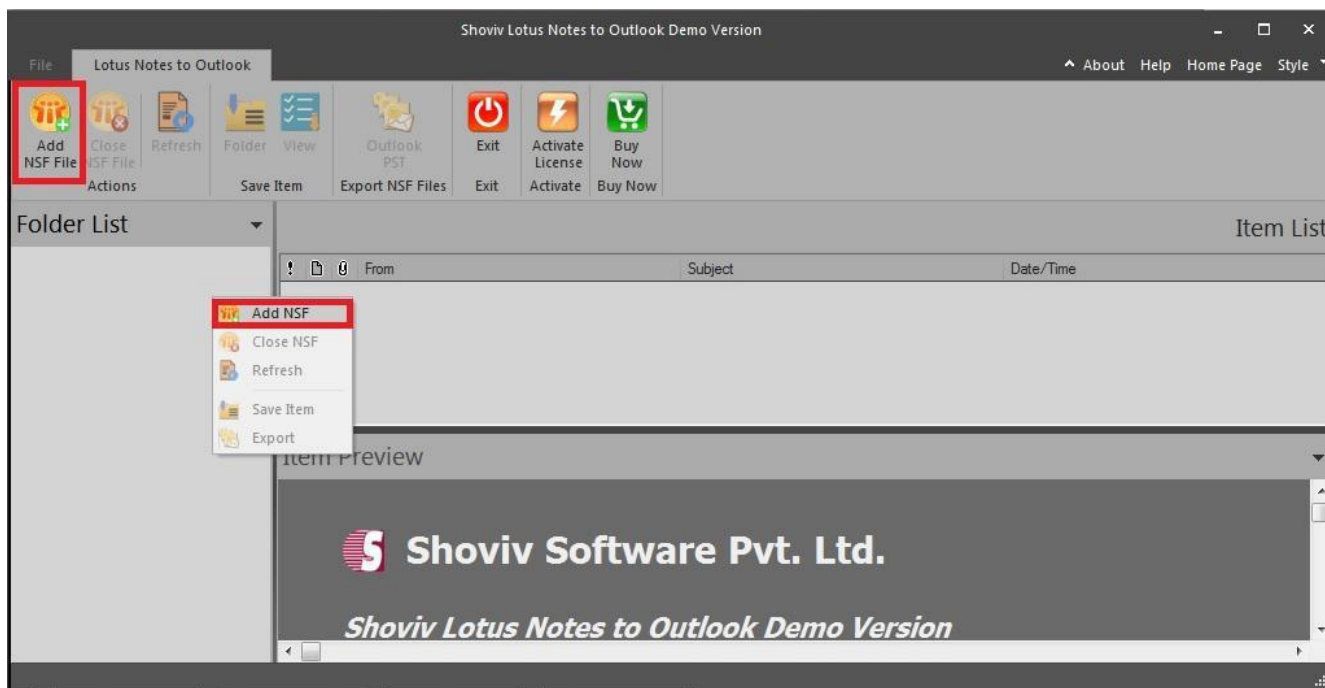 Shoviv Lotus Notes to Outlook Demo Version
File Lotus Notes to Outlook About Help Home Page Style
Add NSF File
Close NSF File
Refresh
Folder
View
Outlook PST
Exit
Activate License
Buy Now
Actions Save Item Export NSF Files Exit Activate Buy Now
Folder List
Item List
! From Subject Date/Time
Add NSF
Close NSF
Refresh
Save Item
Export
Item Preview
S Shoviv Software Pvt. Ltd.
Shoviv Lotus Notes to Outlook Demo Version